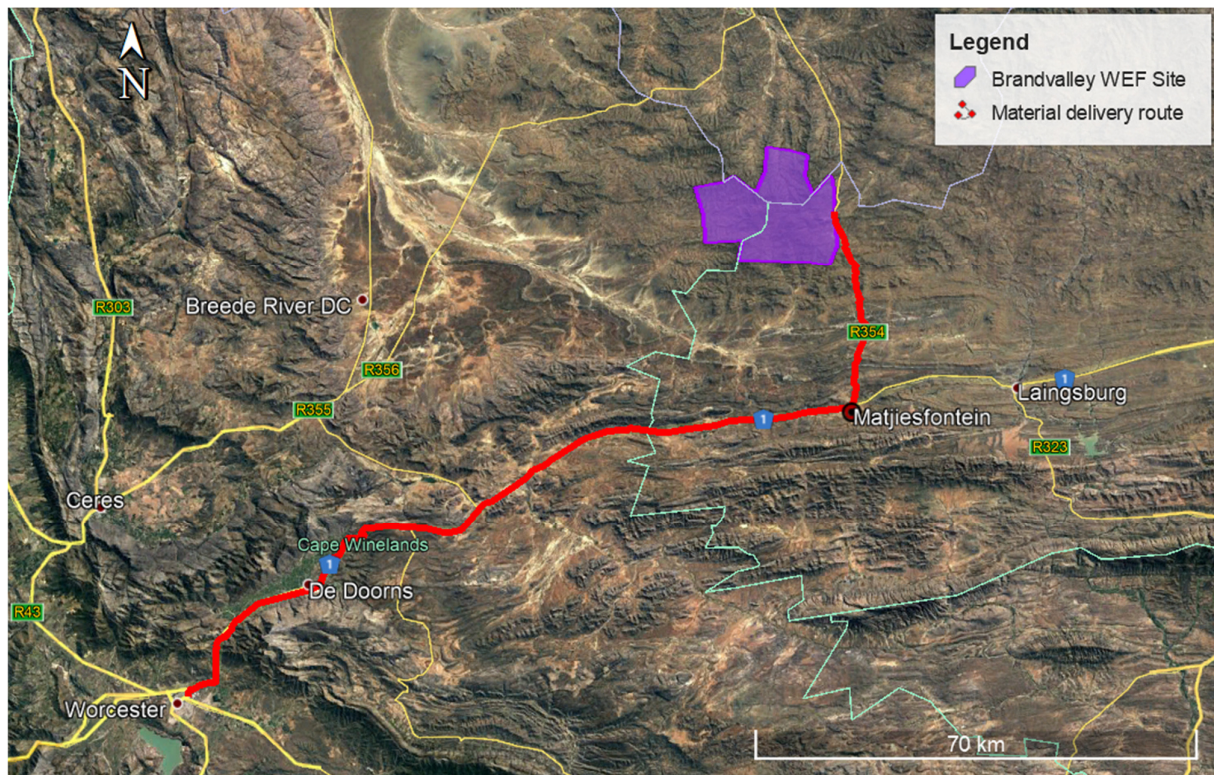 N
Legend
Brandvalley WEF Site
Material delivery route
R303
Breede River DC
R354
R356
1
Laingsburg
R355
1
Matjiesfontein
R323
Ceres
Cape Winelands
1
De Doorns
R43
Worcester
70 km